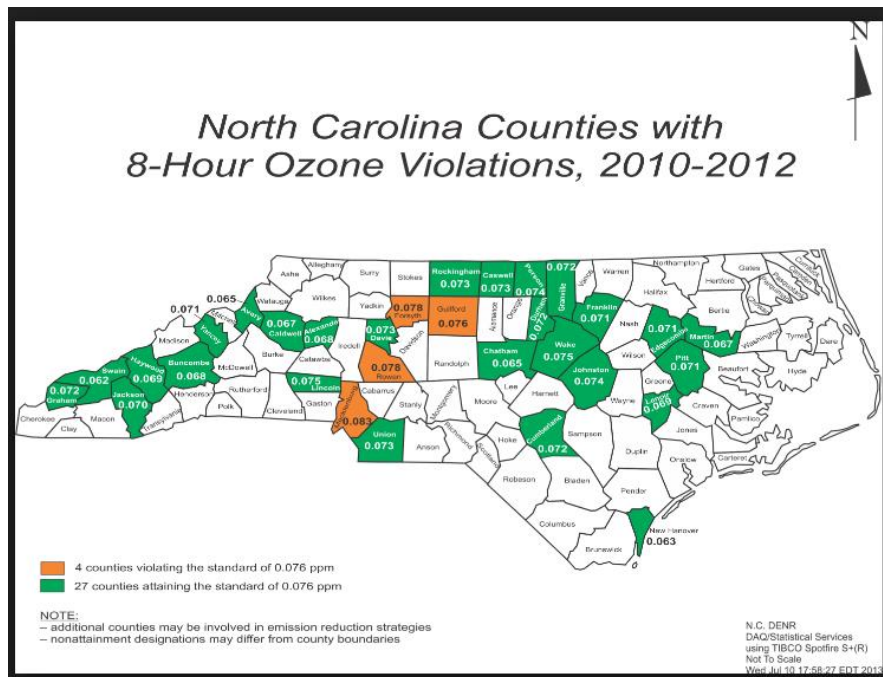 N
North Carolina Counties with
8-Hour Ozone Violations, 2010-2012
Ashe
Alleghany
Surry
Stokes
Rockingham
0.073
Caswell
0.073
Person
0.074
0.072
Granville
Vance
Warren
Northampton
Gates
Hertford
Halifax
Bertie
Currituck
Camden
Pasquotank
Perquimans
Chowan
0.065
0.071
Mitchell
Avery
Watauga
Wilkes
Yadkin
0.078
Forsyth
Guilford
0.076
Alamance
Orange
Durham
0.072
Franklin
0.071
Nash
0.071
Edgecombe
Martin
0.067
Washington
Tyrrell
Dare
Madison
Yancey
0.067
Caldwell
Alexander
0.068
Iredell
0.073
Davie
Davidson
Randolph
Chatham
0.065
Wake
0.075
Johnston
0.074
Wilson
Pitt
0.071
Beaufort
Hyde
Swain
0.062
Haywood
0.069
Buncombe
0.068
McDowell
Burke
Catawba
0.078
Rowan
0.072
Graham
Jackson
0.070
Henderson
Rutherford
Polk
Cleveland
0.075
Lincoln
Gaston
Cabarrus
Stanly
Montgomery
Moore
Lee
Harnett
Wayne
Greene
Lenoir
0.069
Craven
Pamlico
Cherokee
Clay
Macon
Transylvania
Mecklenburg
0.083
Union
0.073
Anson
Richmond
Scotland
Hoke
Cumberland
0.072
Sampson
Duplin
Jones
Onslow
Carteret
Robeson
Bladen
Pender
Columbus
Brunswick
New Hanover
0.063
4 counties violating the standard of 0.076 ppm
27 counties attaining the standard of 0.076 ppm
NOTE:
– additional counties may be involved in emission reduction strategies
– nonattainment designations may differ from county boundaries
N.C. DENR
DAQ/Statistical Services
using TIBCO Spotfire S+(R)
Not To Scale
Wed Jul 10 17:58:27 EDT 2013